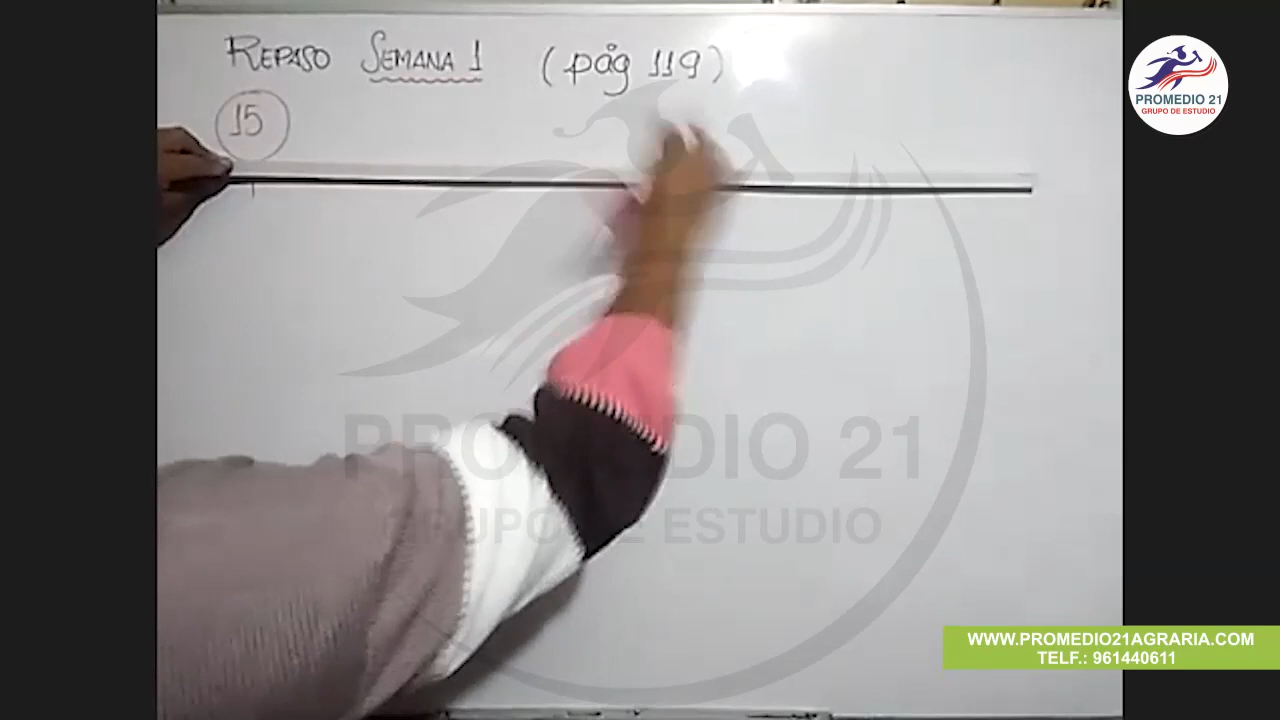 REPASO SEMANA 1 (pág 119)
15
PROMEDIO 21
GRUPO DE ESTUDIO
PROMEDIO 21
GRUPO DE ESTUDIO
WWW.PROMEDIO21AGRARIA.COM
TELF.: 961440611